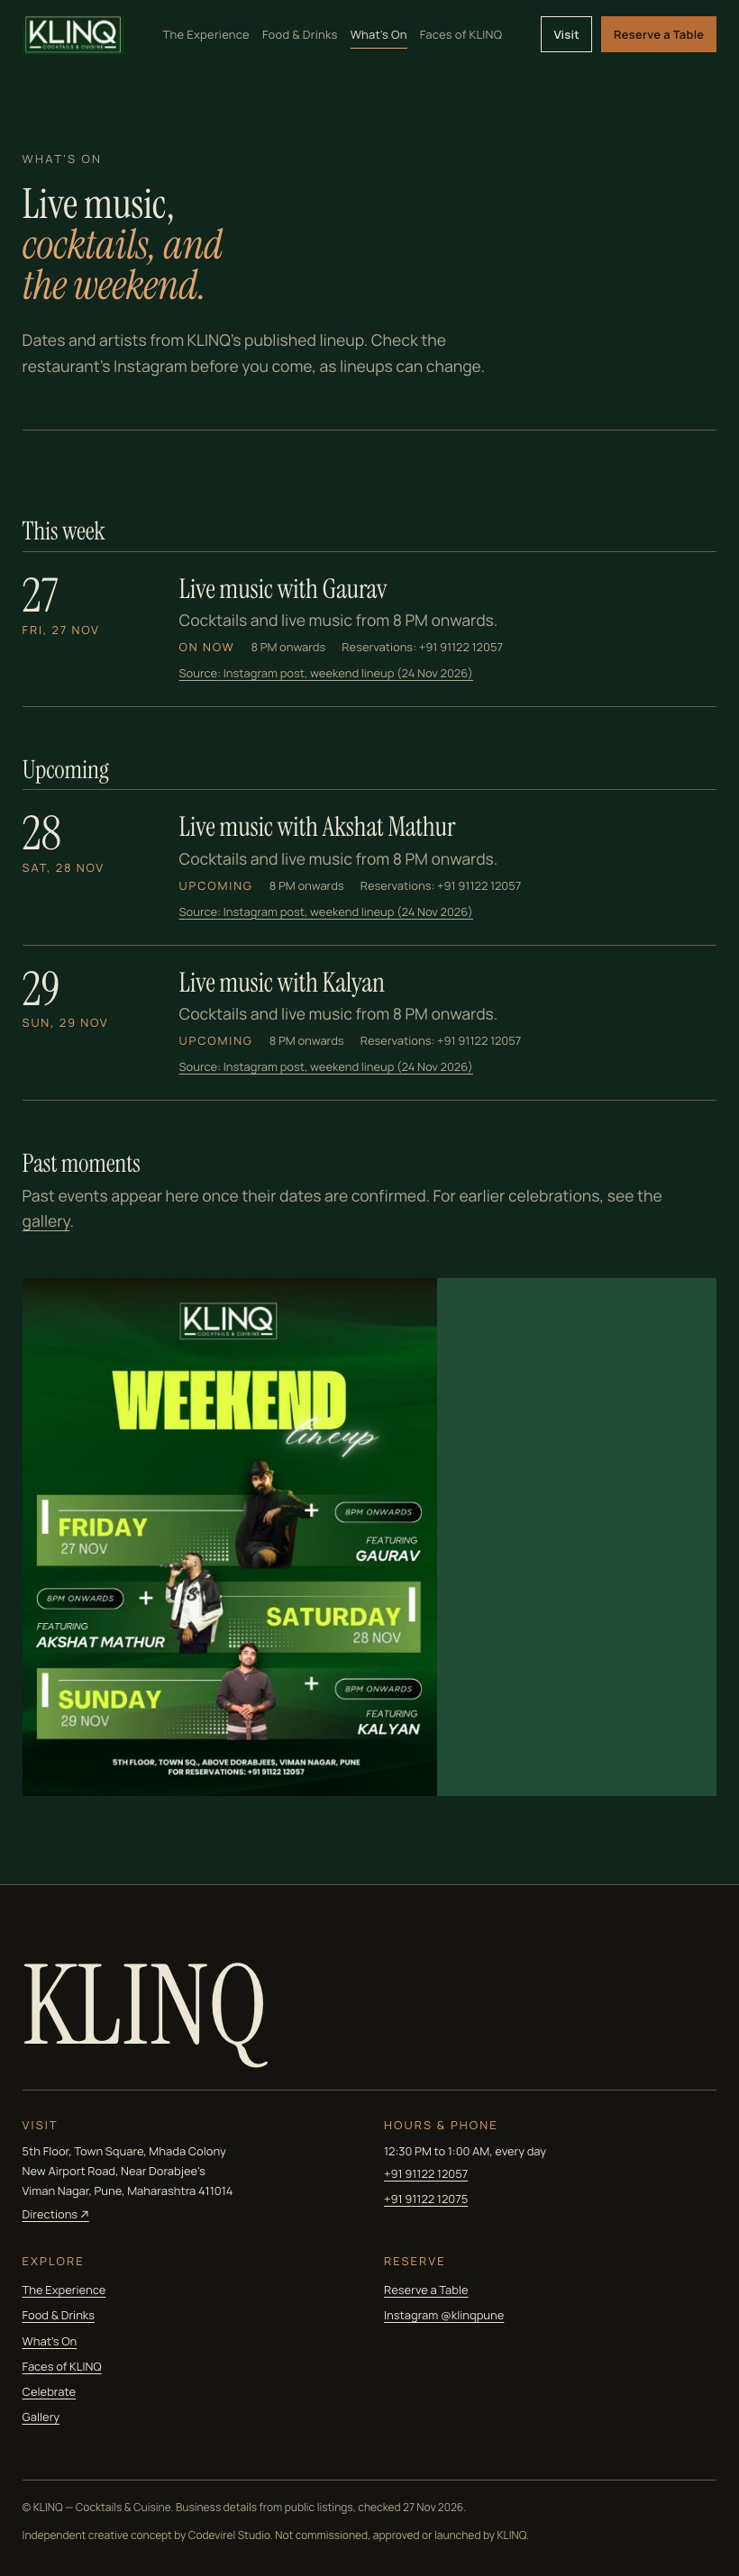 KLINQ
COCKTAILS & CUISINE
The Experience Food & Drinks What's On Faces of KLINQ Visit Reserve a Table
WHAT'S ON
Live music,
cocktails, and
the weekend.
Dates and artists from KLINQ's published lineup. Check the
restaurant's Instagram before you come, as lineups can change.
This week
27
FRI, 27 NOV
Live music with Gaurav
Cocktails and live music from 8 PM onwards.
ON NOW 8 PM onwards Reservations: +91 91122 12057
Source: Instagram post, weekend lineup (24 Nov 2026)
Upcoming
28
SAT, 28 NOV
Live music with Akshat Mathur
Cocktails and live music from 8 PM onwards.
UPCOMING 8 PM onwards Reservations: +91 91122 12057
Source: Instagram post, weekend lineup (24 Nov 2026)
29
SUN, 29 NOV
Live music with Kalyan
Cocktails and live music from 8 PM onwards.
UPCOMING 8 PM onwards Reservations: +91 91122 12057
Source: Instagram post, weekend lineup (24 Nov 2026)
Past moments
Past events appear here once their dates are confirmed. For earlier celebrations, see the
gallery.
KLINQ
COCKTAILS & CUISINE
WEEKEND
lineup
FRIDAY
27 NOV
8PM ONWARDS
FEATURING
GAURAV
8PM ONWARDS
FEATURING
AKSHAT MATHUR
SATURDAY
28 NOV
SUNDAY
29 NOV
8PM ONWARDS
FEATURING
KALYAN
5TH FLOOR, TOWN SQ., ABOVE DORABJEES, VIMAN NAGAR, PUNE
FOR RESERVATIONS: +91 91122 12057
KLINQ
VISIT
5th Floor, Town Square, Mhada Colony
New Airport Road, Near Dorabjee's
Viman Nagar, Pune, Maharashtra 411014
Directions ↗
HOURS & PHONE
12:30 PM to 1:00 AM, every day
+91 91122 12057
+91 91122 12075
EXPLORE
The Experience
Food & Drinks
What's On
Faces of KLINQ
Celebrate
Gallery
RESERVE
Reserve a Table
Instagram @klinqpune
© KLINQ — Cocktails & Cuisine. Business details from public listings, checked 27 Nov 2026.
Independent creative concept by Codevirel Studio. Not commissioned, approved or launched by KLINQ.